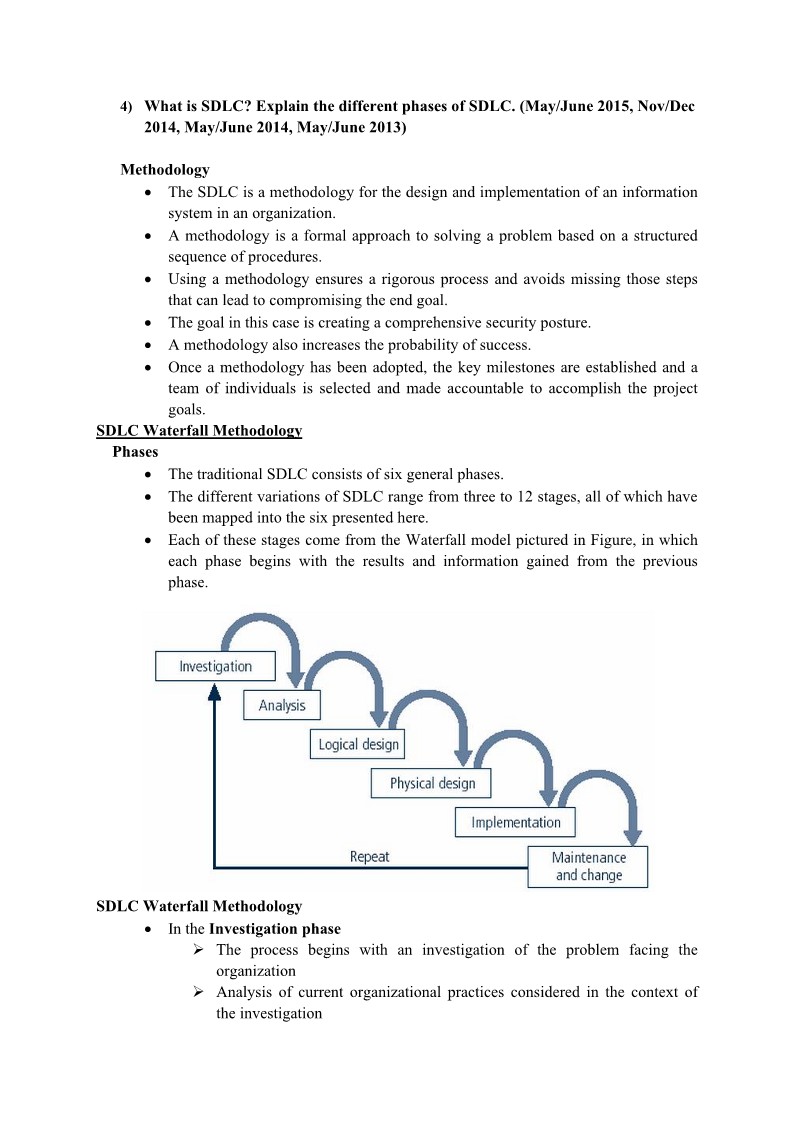 4) What is SDLC? Explain the different phases of SDLC. (May/June 2015, Nov/Dec
2014, May/June 2014, May/June 2013)
Methodology
• The SDLC is a methodology for the design and implementation of an information
system in an organization.
• A methodology is a formal approach to solving a problem based on a structured
sequence of procedures.
• Using a methodology ensures a rigorous process and avoids missing those steps
that can lead to compromising the end goal.
• The goal in this case is creating a comprehensive security posture.
• A methodology also increases the probability of success.
• Once a methodology has been adopted, the key milestones are established and a
team of individuals is selected and made accountable to accomplish the project
goals.
SDLC Waterfall Methodology
Phases
• The traditional SDLC consists of six general phases.
• The different variations of SDLC range from three to 12 stages, all of which have
been mapped into the six presented here.
• Each of these stages come from the Waterfall model pictured in Figure, in which
each phase begins with the results and information gained from the previous
phase.
Investigation
Analysis
Logical design
Physical design
Implementation
Maintenance
and change
Repeat
SDLC Waterfall Methodology
• In the Investigation phase
➢ The process begins with an investigation of the problem facing the
organization
➢ Analysis of current organizational practices considered in the context of
the investigation